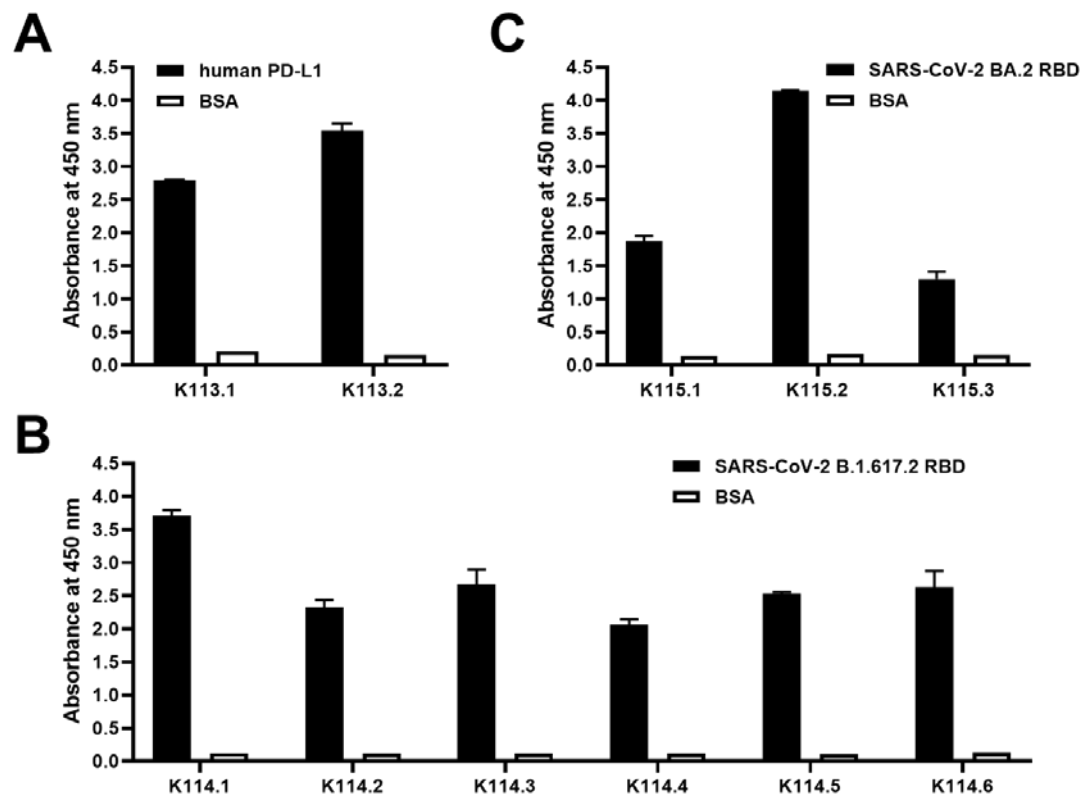 A
human PD-L1
BSA
Absorbance at 450 nm
4.5
4.0
3.5
3.0
2.5
2.0
1.5
1.0
0.5
0.0
K113.1 K113.2
C
SARS-CoV-2 BA.2 RBD
BSA
Absorbance at 450 nm
4.5
4.0
3.5
3.0
2.5
2.0
1.5
1.0
0.5
0.0
K115.1 K115.2 K115.3
B
SARS-CoV-2 B.1.617.2 RBD
BSA
Absorbance at 450 nm
4.5
4.0
3.5
3.0
2.5
2.0
1.5
1.0
0.5
0.0
K114.1 K114.2 K114.3 K114.4 K114.5 K114.6